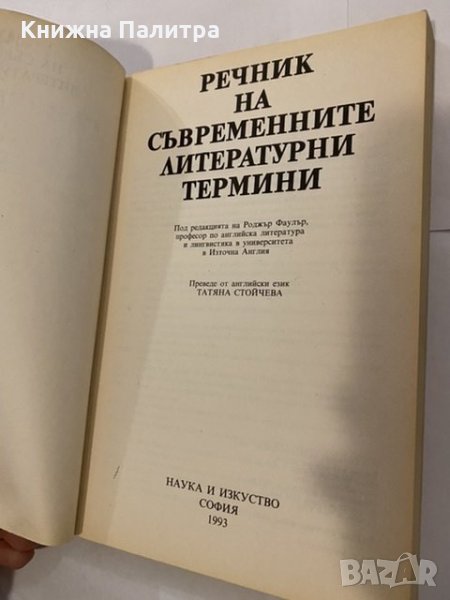 Книжна Палитра
РЕЧНИК
НА
СЪВРЕМЕННИТЕ
ЛИТЕРАТУРНИ
ТЕРМИНИ
Под редакцията на Роджър Фаулър,
професор по английска литература
и лингвистика в университета
в Източна Англия
Преведе от английски език
ТАТЯНА СТОЙЧЕВА
НАУКА И ИЗКУСТВО
СОФИЯ
1993
BAZAR